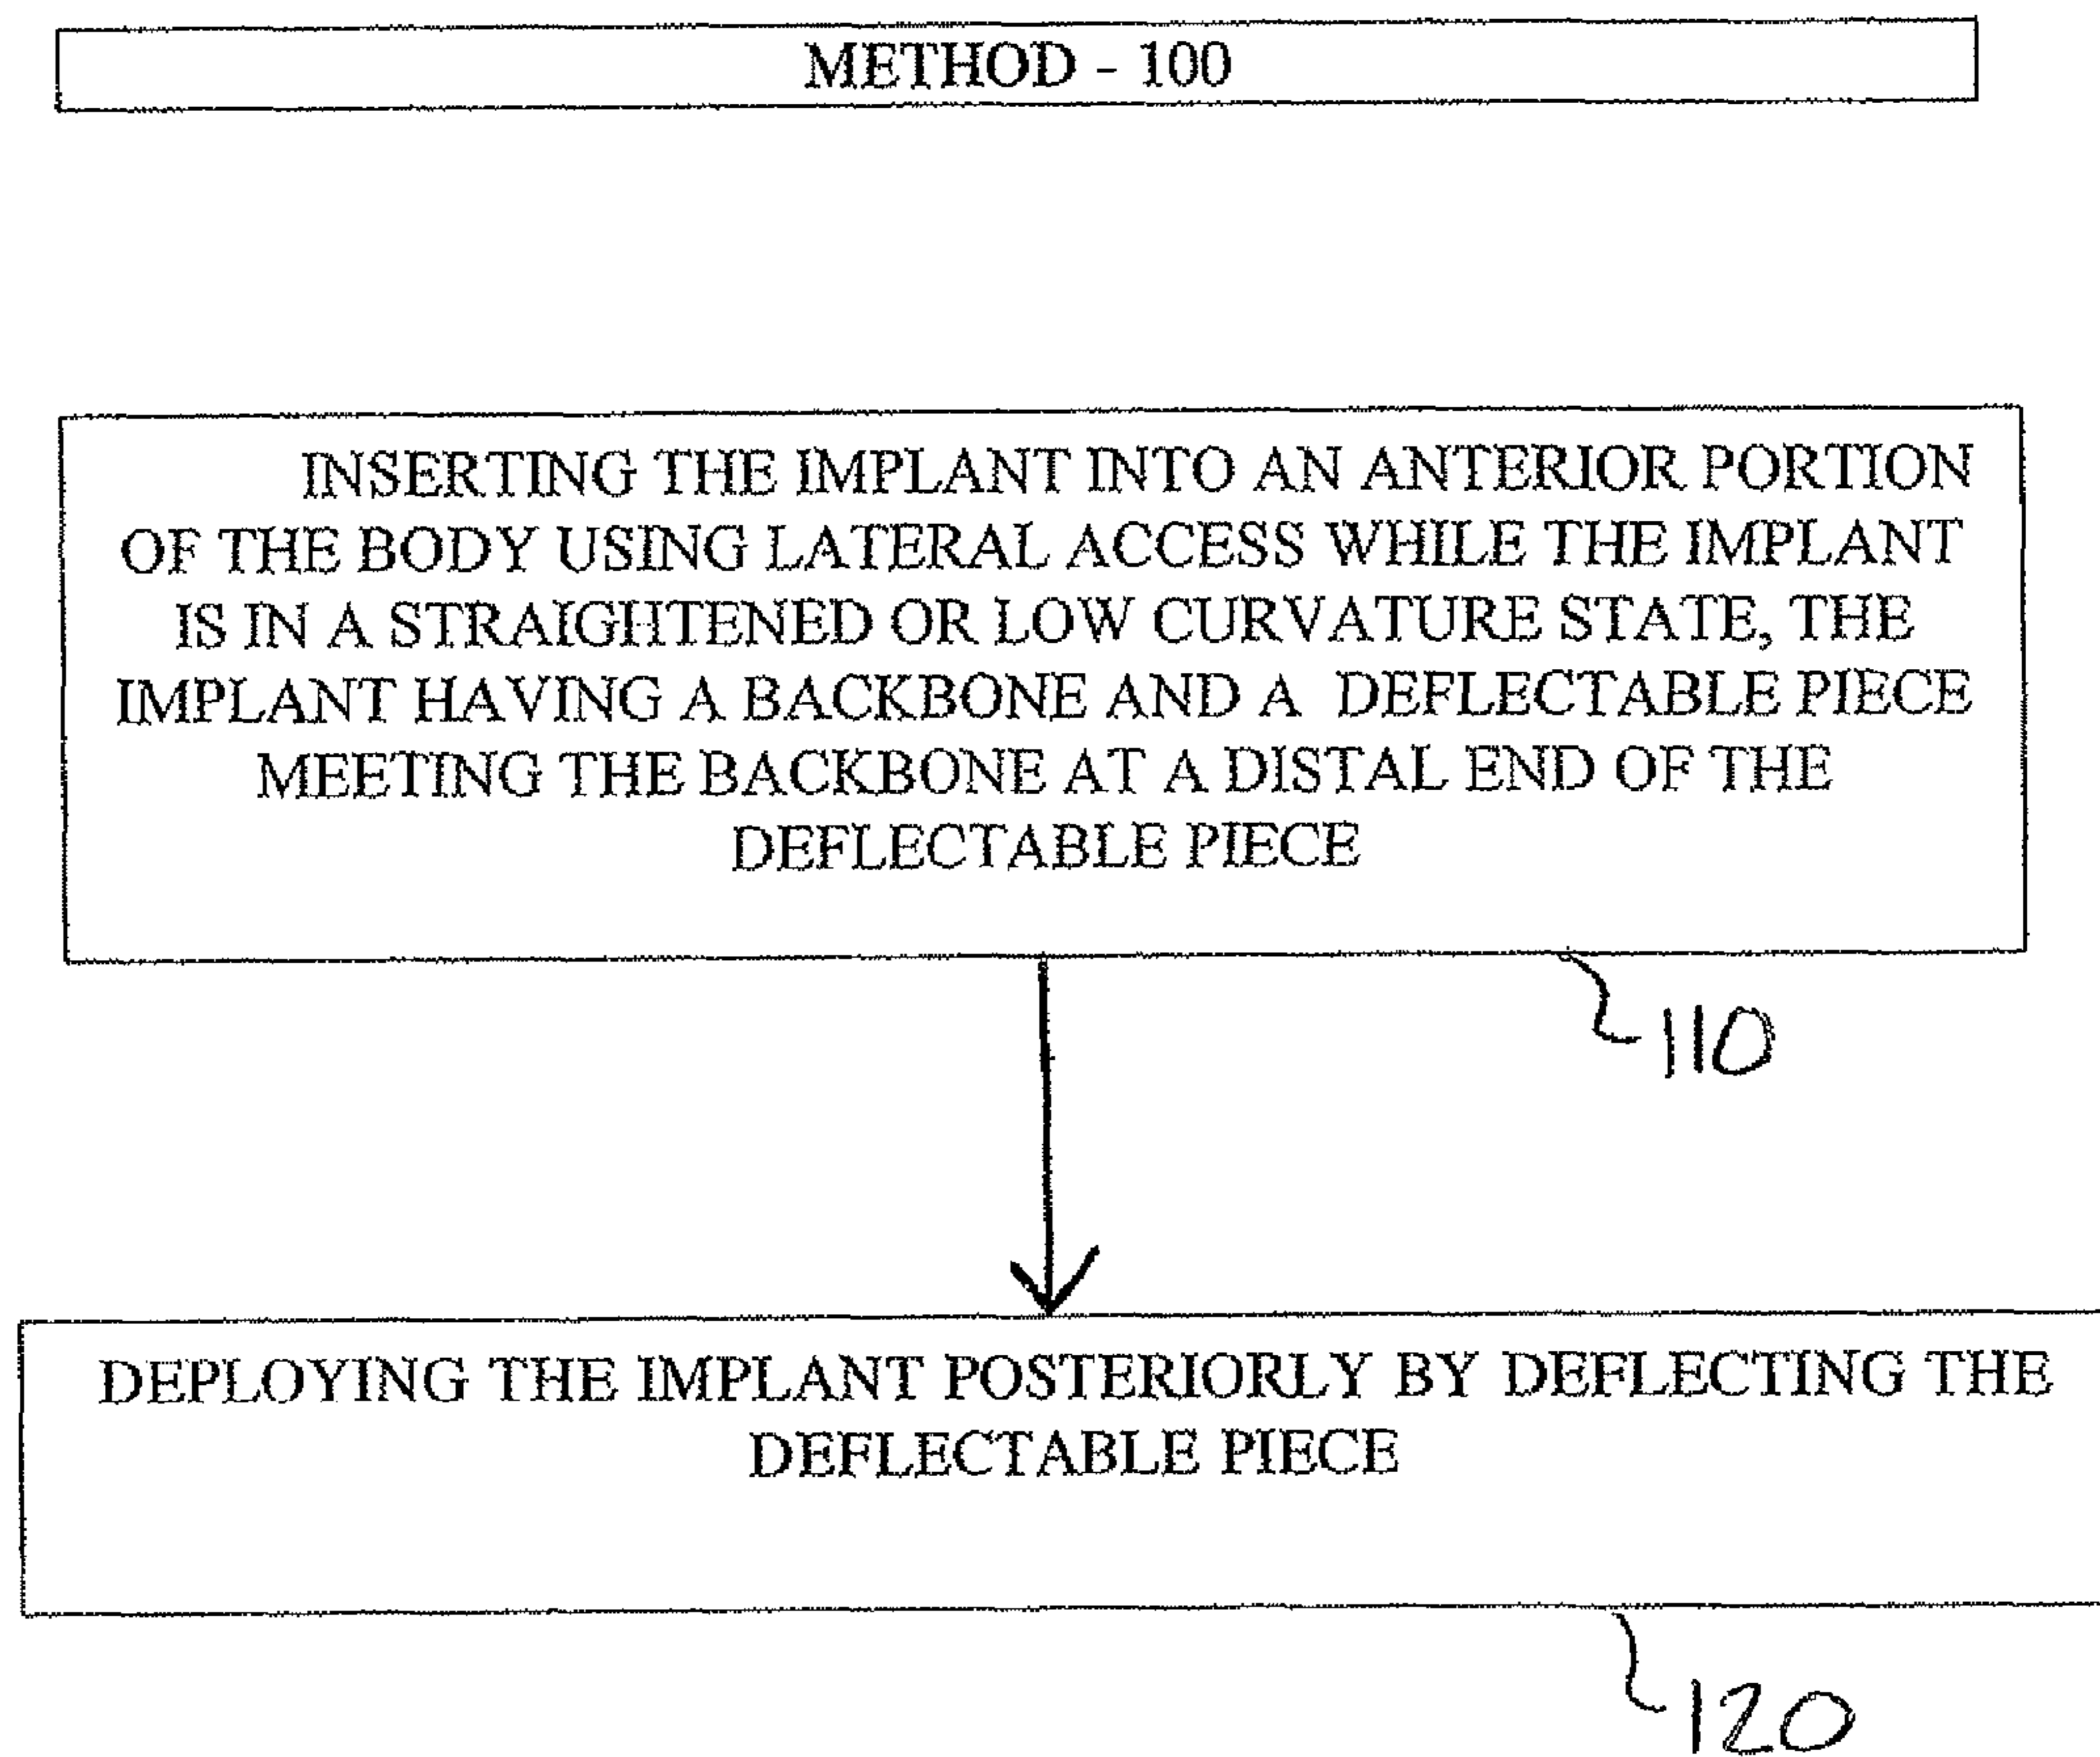 METHOD - 100
INSERTING THE IMPLANT INTO AN ANTERIOR PORTION
OF THE BODY USING LATERAL ACCESS WHILE THE IMPLANT
IS IN A STRAIGHTENED OR LOW CURVATURE STATE, THE
IMPLANT HAVING A BACKBONE AND A DEFLECTABLE PIECE
MEETING THE BACKBONE AT A DISTAL END OF THE
DEFLECTABLE PIECE
110
DEPLOYING THE IMPLANT POSTERIORLY BY DEFLECTING THE
DEFLECTABLE PIECE
120